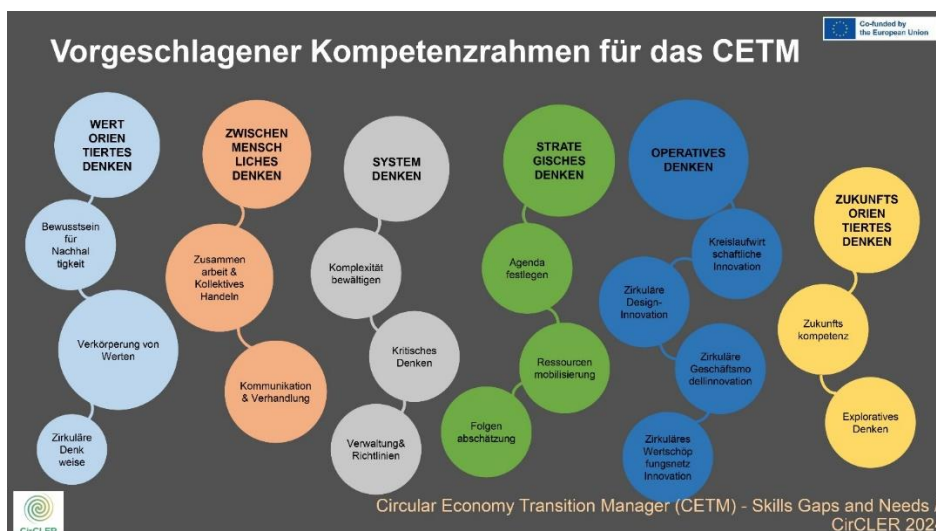 Co-funded by
the European Union
Vorgeschlagener Kompetenzrahmen für das CETM
WERT
ORIEN
TIERTES
DENKEN
Bewusstsein
für
Nachhal
tigkeit
Verkörperung von
Werten
Zirkuläre
Denk
weise
ZWISCHEN
MENSCH
LICHES
DENKEN
Zusammen
arbeit &
Kollektives
Handeln
Kommunikation
& Verhandlung
SYSTEM
DENKEN
Komplexität
bewältigen
Kritisches
Denken
Verwaltung&
Richtlinien
STRATE
GISCHES
DENKEN
Agenda
festlegen
Ressourcen
mobilisierung
Folgen
abschätzung
OPERATIVES
DENKEN
Kreislaufwirt
schaftliche
Innovation
Zirkuläre
Design-
Innovation
Zirkuläre
Geschäftsmo
dellinnovation
Zirkuläres
Wertschöp
fungsnetz
Innovation
ZUKUNFTS
ORIEN
TIERTES
DENKEN
Zukunfts
kompetenz
Exploratives
Denken
Circular Economy Transition Manager (CETM) - Skills Gaps and Needs /
CirCLER
CirCLER